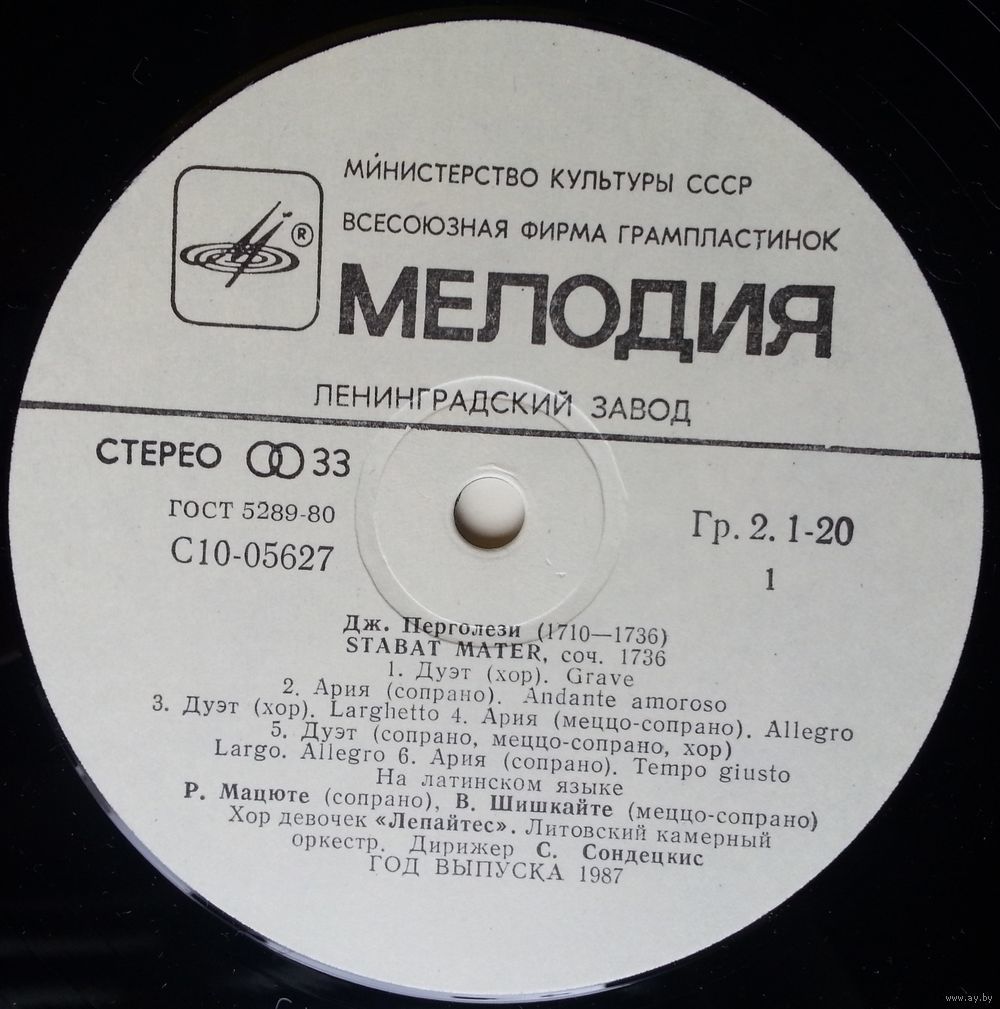 МИНИСТЕРСТВО КУЛЬТУРЫ СССР
ВСЕСОЮЗНАЯ ФИРМА ГРАМПЛАСТИНОК
®
МЕЛОДИЯ
ЛЕНИНГРАДСКИЙ ЗАВОД
СТЕРЕО 33
ГОСТ 5289-80
С10-05627
Гр. 2. 1-20
1
Дж. Перголези (1710—1736)
STABAT MATER, соч. 1736
1. Дуэт (хор). Grave
2. Ария (сопрано). Andante amoroso
3. Дуэт (хор). Larghetto 4. Ария (меццо-сопрано). Allegro
5. Дуэт (сопрано, меццо-сопрано, хор)
Largo. Allegro 6. Ария (сопрано). Tempo giusto
На латинском языке
Р. Мацюте (сопрано), В. Шишкайте (меццо-сопрано)
Хор девочек «Лепайтес». Литовский камерный
оркестр. Дирижер С. Сондецкис
ГОД ВЫПУСКА 1987
www.ay.by